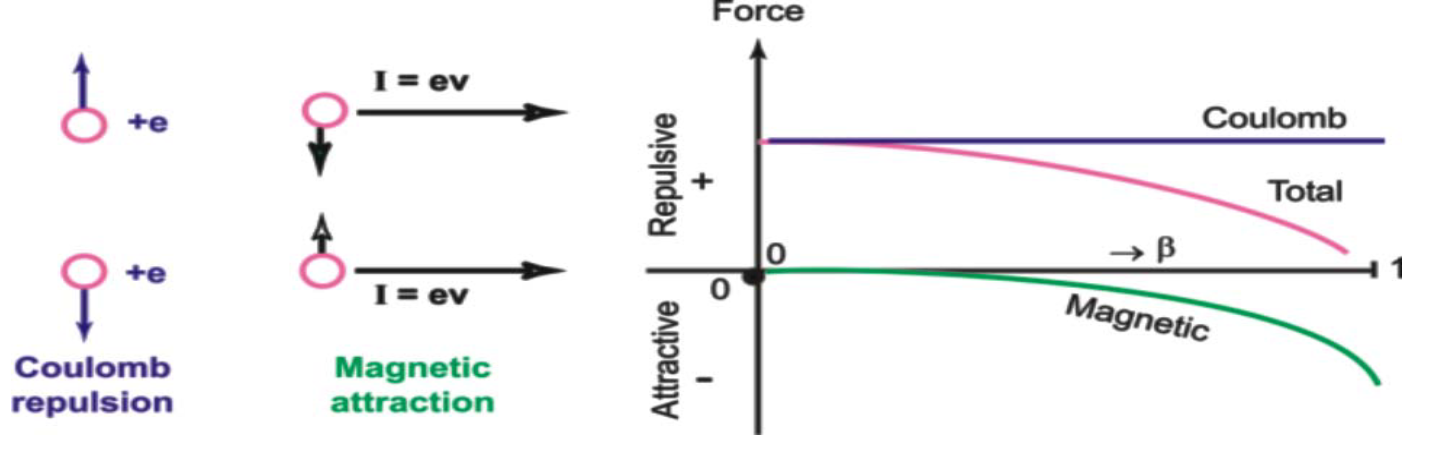 +e
+e
Coulomb
repulsion
I = ev
I = ev
Magnetic
attraction
Force
Repulsive
+
Attractive
-
0
0
→ β
1
Coulomb
Total
Magnetic